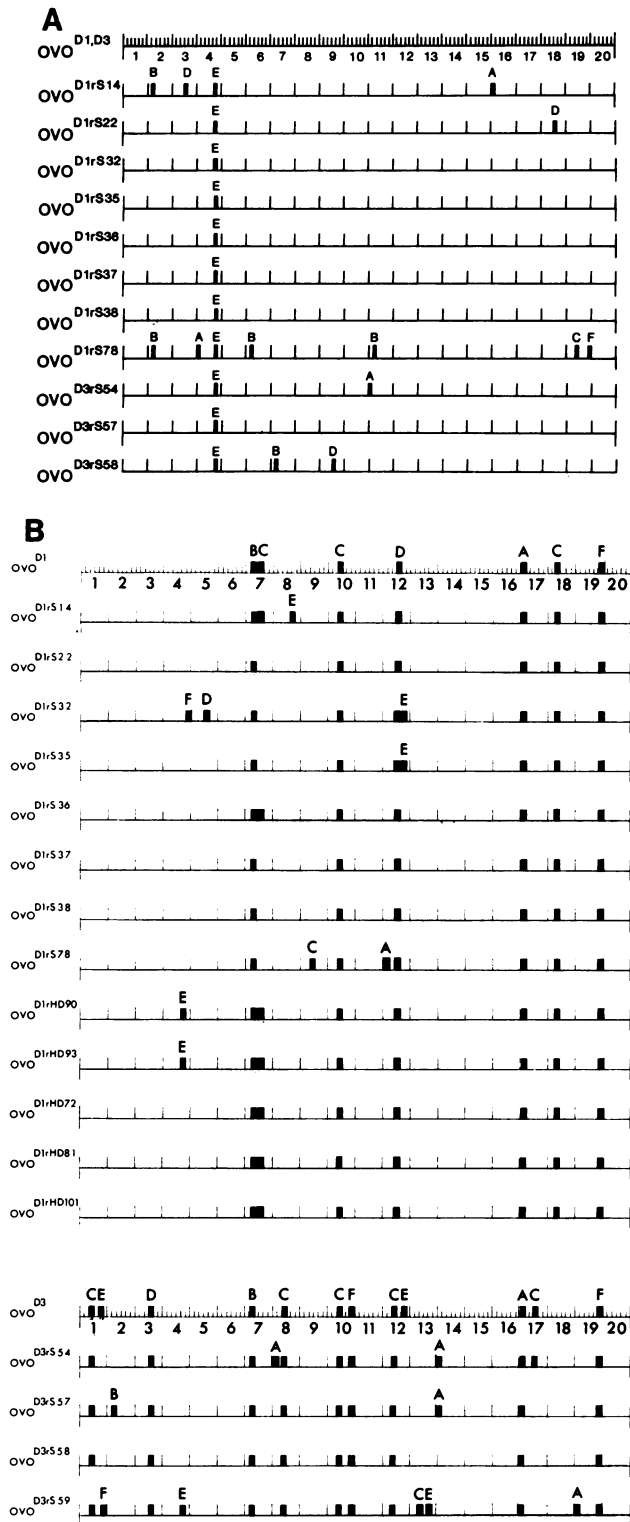 A
OVO D1,D3
1 2 3 4 5 6 7 8 9 10 11 12 13 14 15 16 17 18 19 20
B D E A
OVO D1rS14
E D
OVO D1rS22
E
OVO D1rS32
E
OVO D1rS35
E
OVO D1rS36
E
OVO D1rS37
E
OVO D1rS38
B A E B B C F
OVO D1rS78
E A
OVO D3rS54
E
OVO D3rS57
E B D
OVO D3rS58
B
BC C D A C F
OVO D1
1 2 3 4 5 6 7 8 9 10 11 12 13 14 15 16 17 18 19 20
E
OVO D1rS14
OVO D1rS22
F D E
OVO D1rS32
E
OVO D1rS35
OVO D1rS36
OVO D1rS37
OVO D1rS38
C A
OVO D1rS78
E
OVO D1rHD90
E
OVO D1rHD93
OVO D1rHD72
OVO D1rHD81
OVO D1rHD101
CE D B C CF CE AC F
OVO D3
1 2 3 4 5 6 7 8 9 10 11 12 13 14 15 16 17 18 19 20
A A
OVO D3rS54
B A
OVO D3rS57
OVO D3rS58
F E CE A
OVO D3rS59